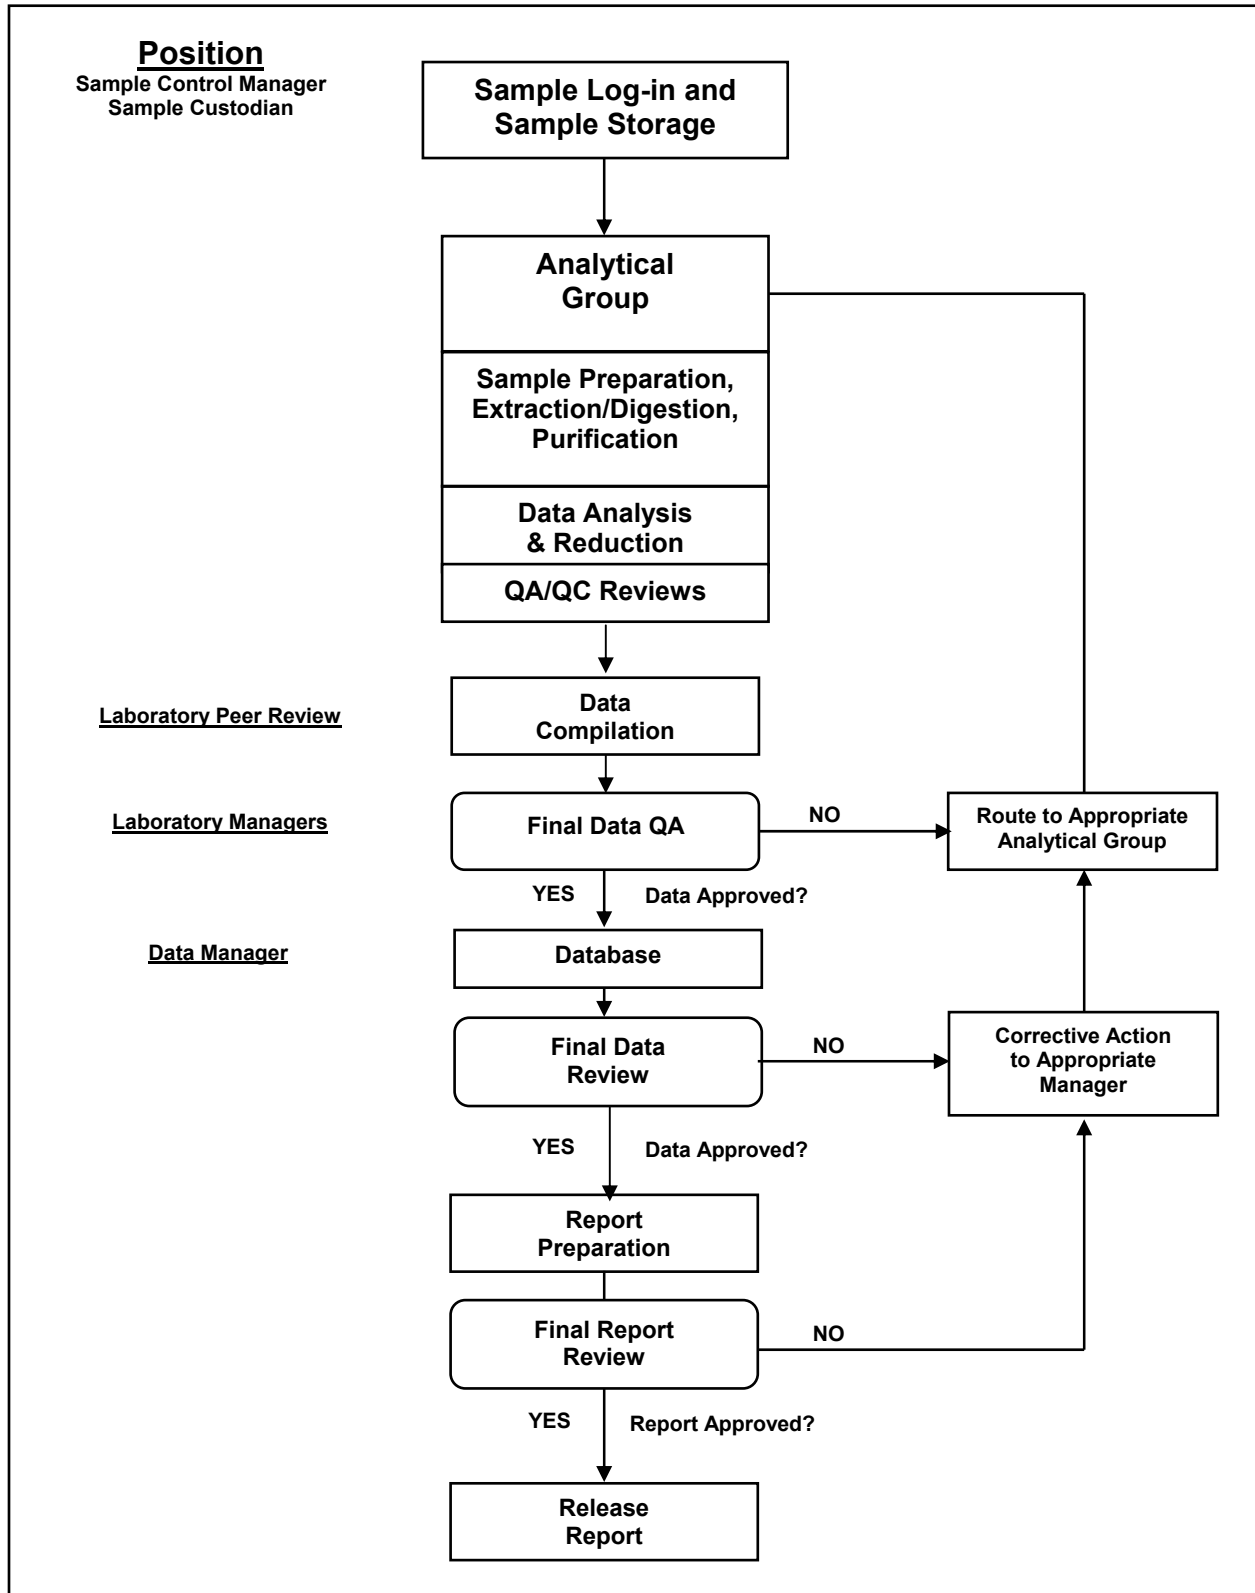 Position
Sample Control Manager
Sample Custodian
Sample Log-in and
Sample Storage
Analytical
Group
Sample Preparation,
Extraction/Digestion,
Purification
Data Analysis
& Reduction
QA/QC Reviews
Laboratory Peer Review
Data
Compilation
Laboratory Managers
Final Data QA
NO
Route to Appropriate
Analytical Group
YES
Data Approved?
Data Manager
Database
Final Data
Review
NO
Corrective Action
to Appropriate
Manager
YES
Data Approved?
Report
Preparation
Final Report
Review
NO
YES
Report Approved?
Release
Report